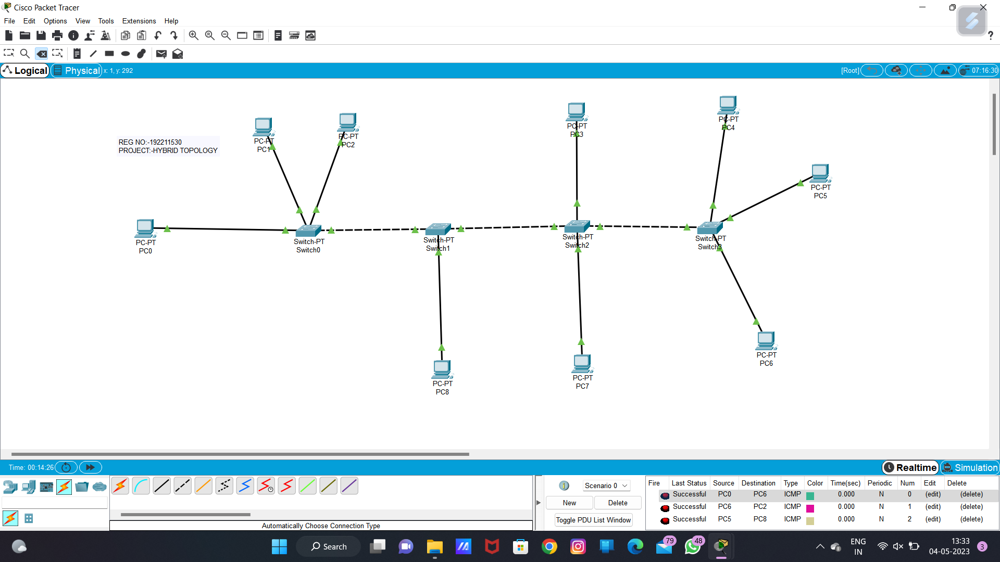 Cisco Packet Tracer
File Edit Options View Tools Extensions Help
?
Logical Physical x: 1, y: 292 [Root] 07:16:30
REG NO:-192211530
PROJECT:-HYBRID TOPOLOGY
PC-PT
PC1
PC-PT
PC2
PC-PT
PC3
PC-PT
PC4
PC-PT
PC5
PC-PT
PC0
Switch-PT
Switch0
Switch-PT
Switch1
Switch-PT
Switch2
Switch-PT
Switch3
PC-PT
PC6
PC-PT
PC8
PC-PT
PC7
Time: 00:14:26 Realtime Simulation
Scenario 0
New Delete
Toggle PDU List Window
Automatically Choose Connection Type
Fire Last Status Source Destination Type Color Time(sec) Periodic Num Edit Delete
Successful PC0 PC6 ICMP 0.000 N 0 (edit) (delete)
Successful PC6 PC2 ICMP 0.000 N 1 (edit) (delete)
Successful PC5 PC8 ICMP 0.000 N 2 (edit) (delete)
Search 79 48 ENG IN 13:33 04-05-2023 3